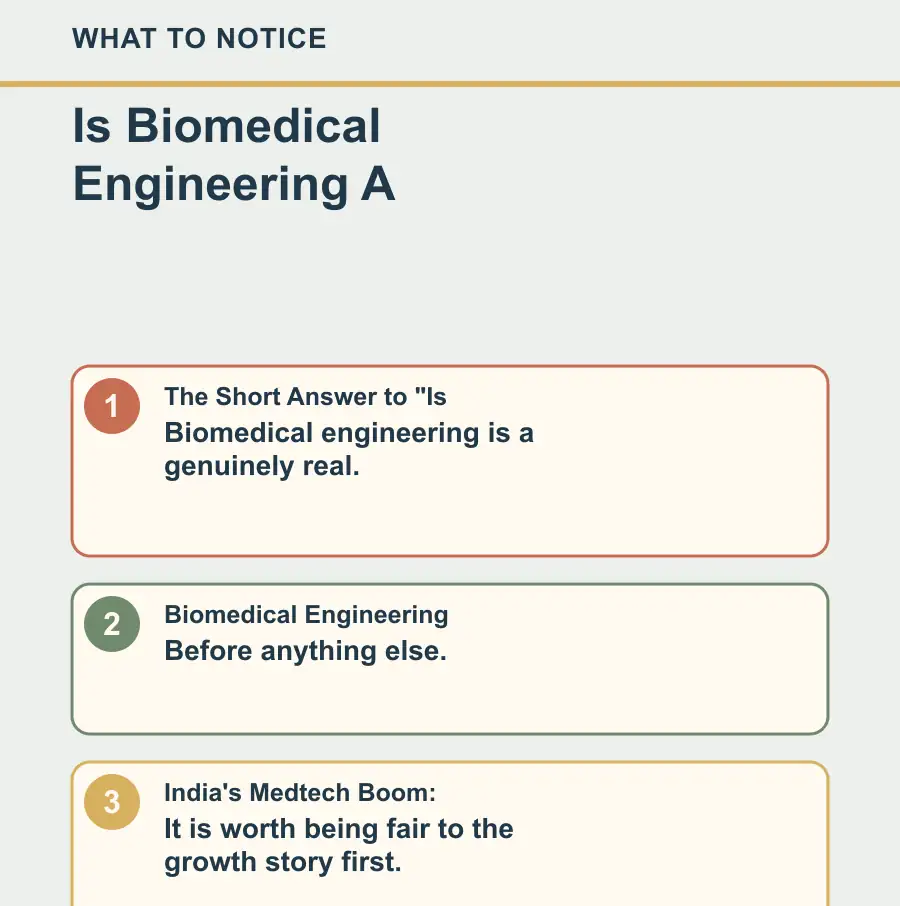 WHAT TO NOTICE
Is Biomedical
Engineering A
1
The Short Answer to "Is
Biomedical engineering is a
genuinely real.
2
Biomedical Engineering
Before anything else.
3
India's Medtech Boom:
It is worth being fair to the
growth story first.